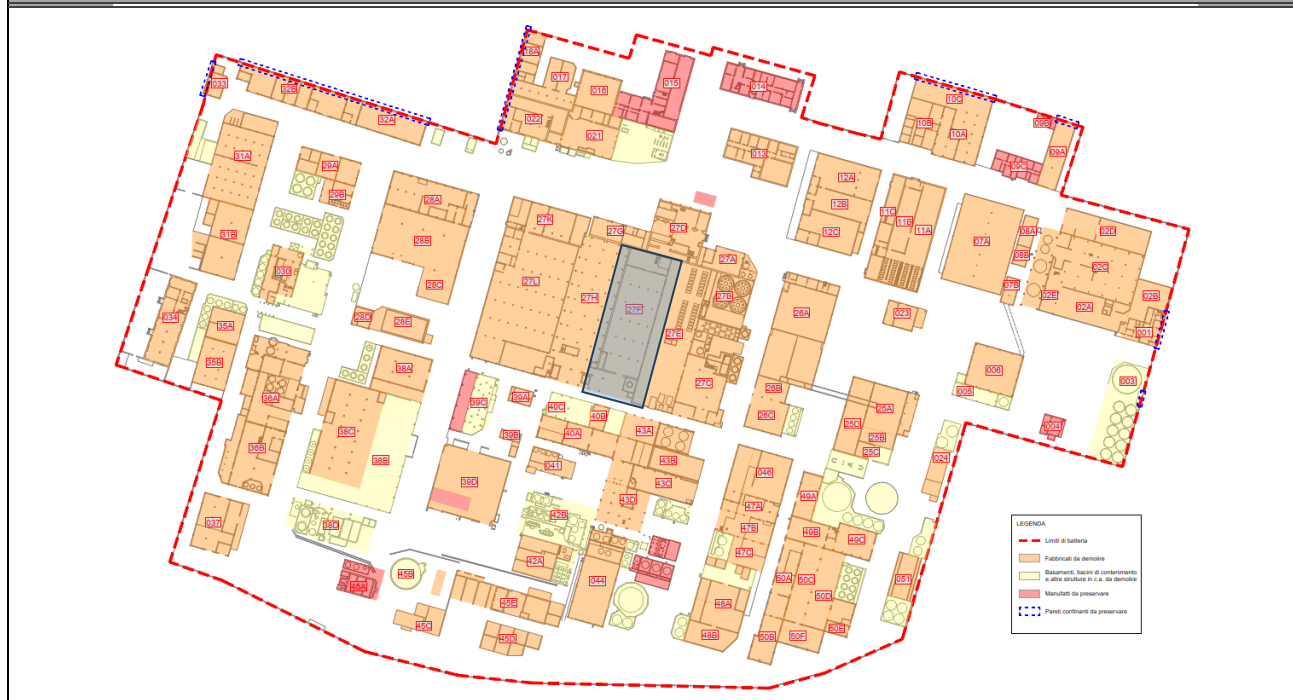 18A
017
016
015
014
033
32B
32A
022
021
013
10C
10B
10A
09B
09A
09C
31A
29A
29B
28A
12A
12B
12C
11C
11B
11A
31B
28B
28C
27K
27G
27D
27A
27L
27H
27F
27B
27E
27C
07A
08A
08B
07B
02D
02C
02E
02A
02B
001
030
034
35A
35B
28D
28E
26A
023
006
005
003
004
38A
36A
36B
38C
38B
39C
39A
39B
40C
40B
40A
43A
26B
26C
25A
25D
25B
25C
024
041
43B
43C
43D
39D
046
47A
47B
47C
49A
49B
49C
037
38D
42B
42A
044
45A
45B
45C
45E
45D
48A
48B
50A
50C
50D
50E
50B
50F
051
LEGENDA
Limiti di batteria
Fabbricati da demolire
Basamenti, bacini di contenimento
e altre strutture in c.a. da demolire
Manufatti da preservare
Pareti confinanti da preservare